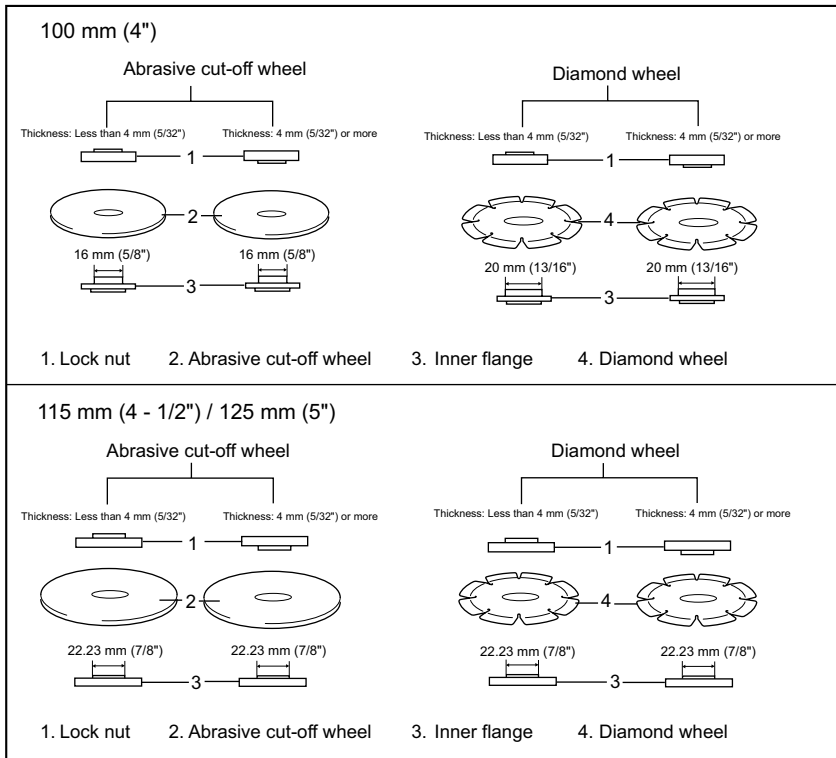 100 mm (4")
Abrasive cut-off wheel
Thickness: Less than 4 mm (5/32") Thickness: 4 mm (5/32") or more
1
2
16 mm (5/8") 16 mm (5/8")
3
Diamond wheel
Thickness: Less than 4 mm (5/32") Thickness: 4 mm (5/32") or more
1
4
20 mm (13/16") 20 mm (13/16")
3
1. Lock nut 2. Abrasive cut-off wheel 3. Inner flange 4. Diamond wheel
115 mm (4 - 1/2") / 125 mm (5")
Abrasive cut-off wheel
Thickness: Less than 4 mm (5/32") Thickness: 4 mm (5/32") or more
1
2
22.23 mm (7/8") 22.23 mm (7/8")
3
Diamond wheel
Thickness: Less than 4 mm (5/32") Thickness: 4 mm (5/32") or more
1
4
22.23 mm (7/8") 22.23 mm (7/8")
3
1. Lock nut 2. Abrasive cut-off wheel 3. Inner flange 4. Diamond wheel